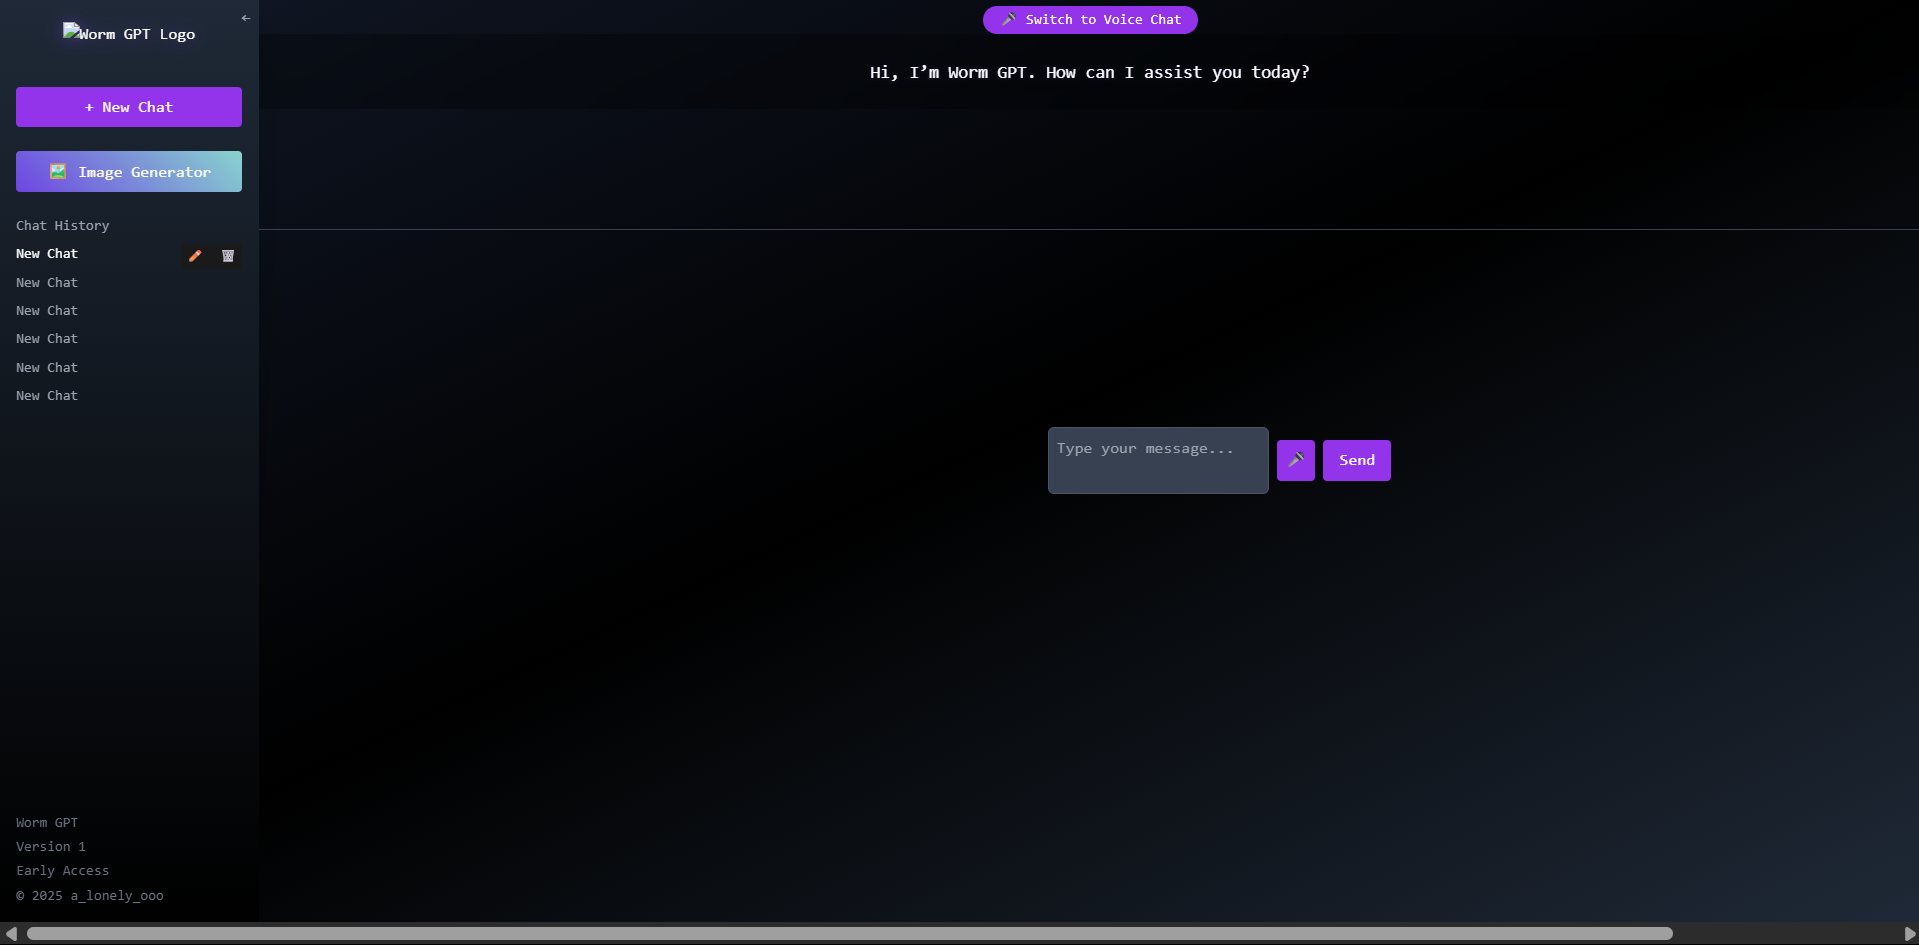 ←
Worm GPT Logo
+ New Chat
Image Generator
Chat History
New Chat
New Chat
New Chat
New Chat
New Chat
New Chat
Worm GPT
Version 1
Early Access
© 2025 a_lonely_ooo
Switch to Voice Chat
Hi, I’m Worm GPT. How can I assist you today?
Type your message...
Send